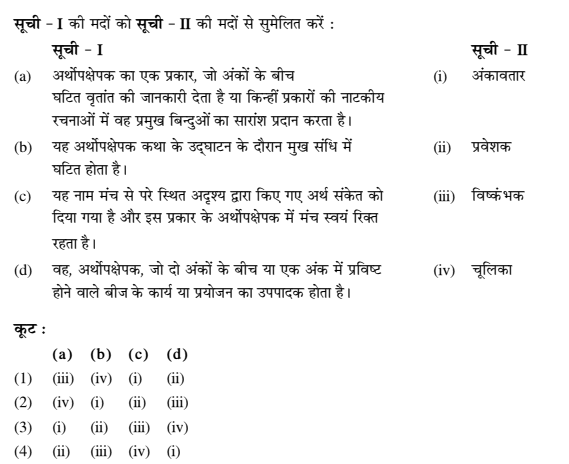 सूची - I की मदों को सूची - II की मदों से सुमेलित करें :
सूची - I सूची - II
(a) अर्थोपक्षेपक का एक प्रकार, जो अंकों के बीच (i) अंकावतार
घटित वृतांत की जानकारी देता है या किन्हीं प्रकारों की नाटकीय
रचनाओं में वह प्रमुख बिन्दुओं का सारांश प्रदान करता है।
(b) यह अर्थोपक्षेपक कथा के उद्घाटन के दौरान मुख संधि में (ii) प्रवेशक
घटित होता है।
(c) यह नाम मंच से परे स्थित अदृश्य द्वारा किए गए अर्थ संकेत को (iii) विष्कंभक
दिया गया है और इस प्रकार के अर्थोपक्षेपक में मंच स्वयं रिक्त
रहता है।
(d) वह, अर्थोपक्षेपक, जो दो अंकों के बीच या एक अंक में प्रविष्ट (iv) चूलिका
होने वाले बीज के कार्य या प्रयोजन का उपपादक होता है।
कूट :
(a) (b) (c) (d)
(1) (iii) (iv) (i) (ii)
(2) (iv) (i) (ii) (iii)
(3) (i) (ii) (iii) (iv)
(4) (ii) (iii) (iv) (i)